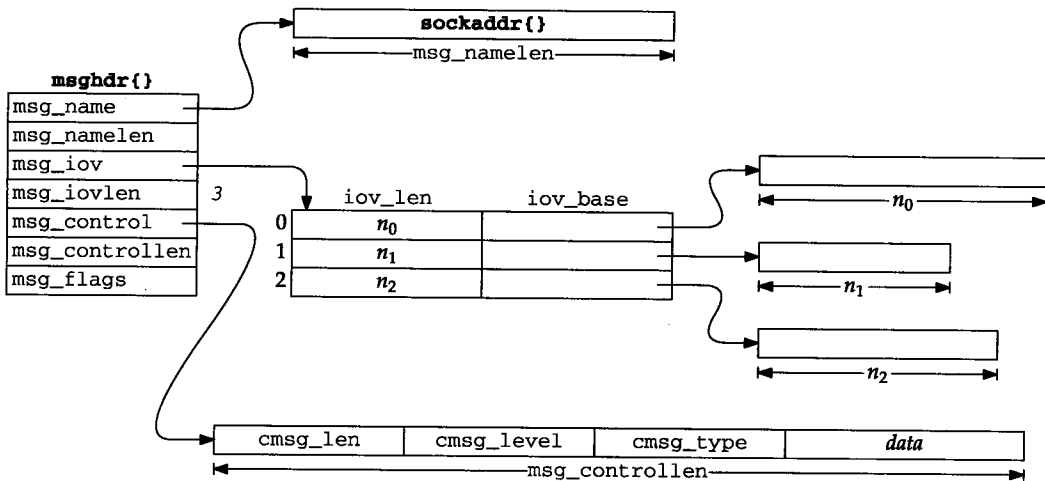 sockaddr{}
msg_namelen
msghdr{}
msg_name
msg_namelen
msg_iov
msg_iovlen 3
msg_control
msg_controllen
msg_flags
iov_len iov_base
0 n0
1 n1
2 n2
n0
n1
n2
cmsg_len cmsg_level cmsg_type data
msg_controllen